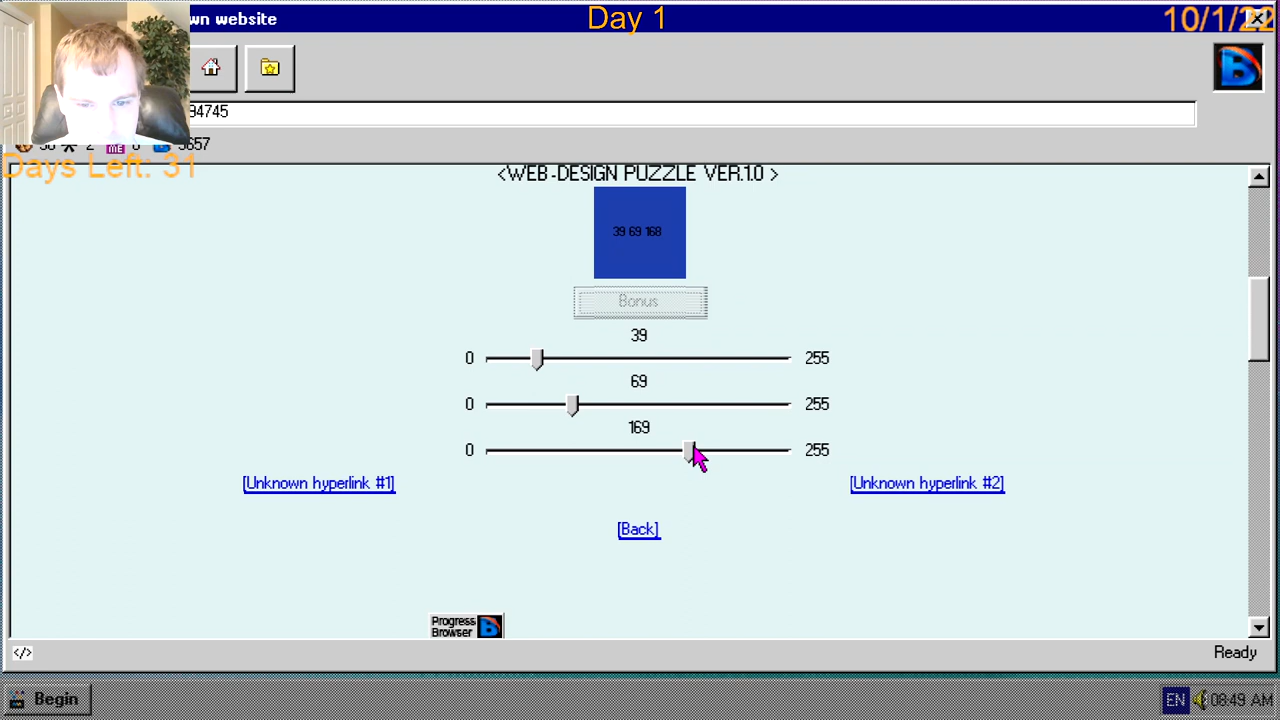 wn website
Day 1
10/1/22
94745
2
3657
Days Left: 31
<WEB-DESIGN PUZZLE VER.1.0 >
39 69 168
Bonus
39
0 255
69
0 255
169
0 255
[Unknown hyperlink #1] [Unknown hyperlink #2]
[Back]
Progress
Browser
</> Ready
Begin EN 08:49 AM